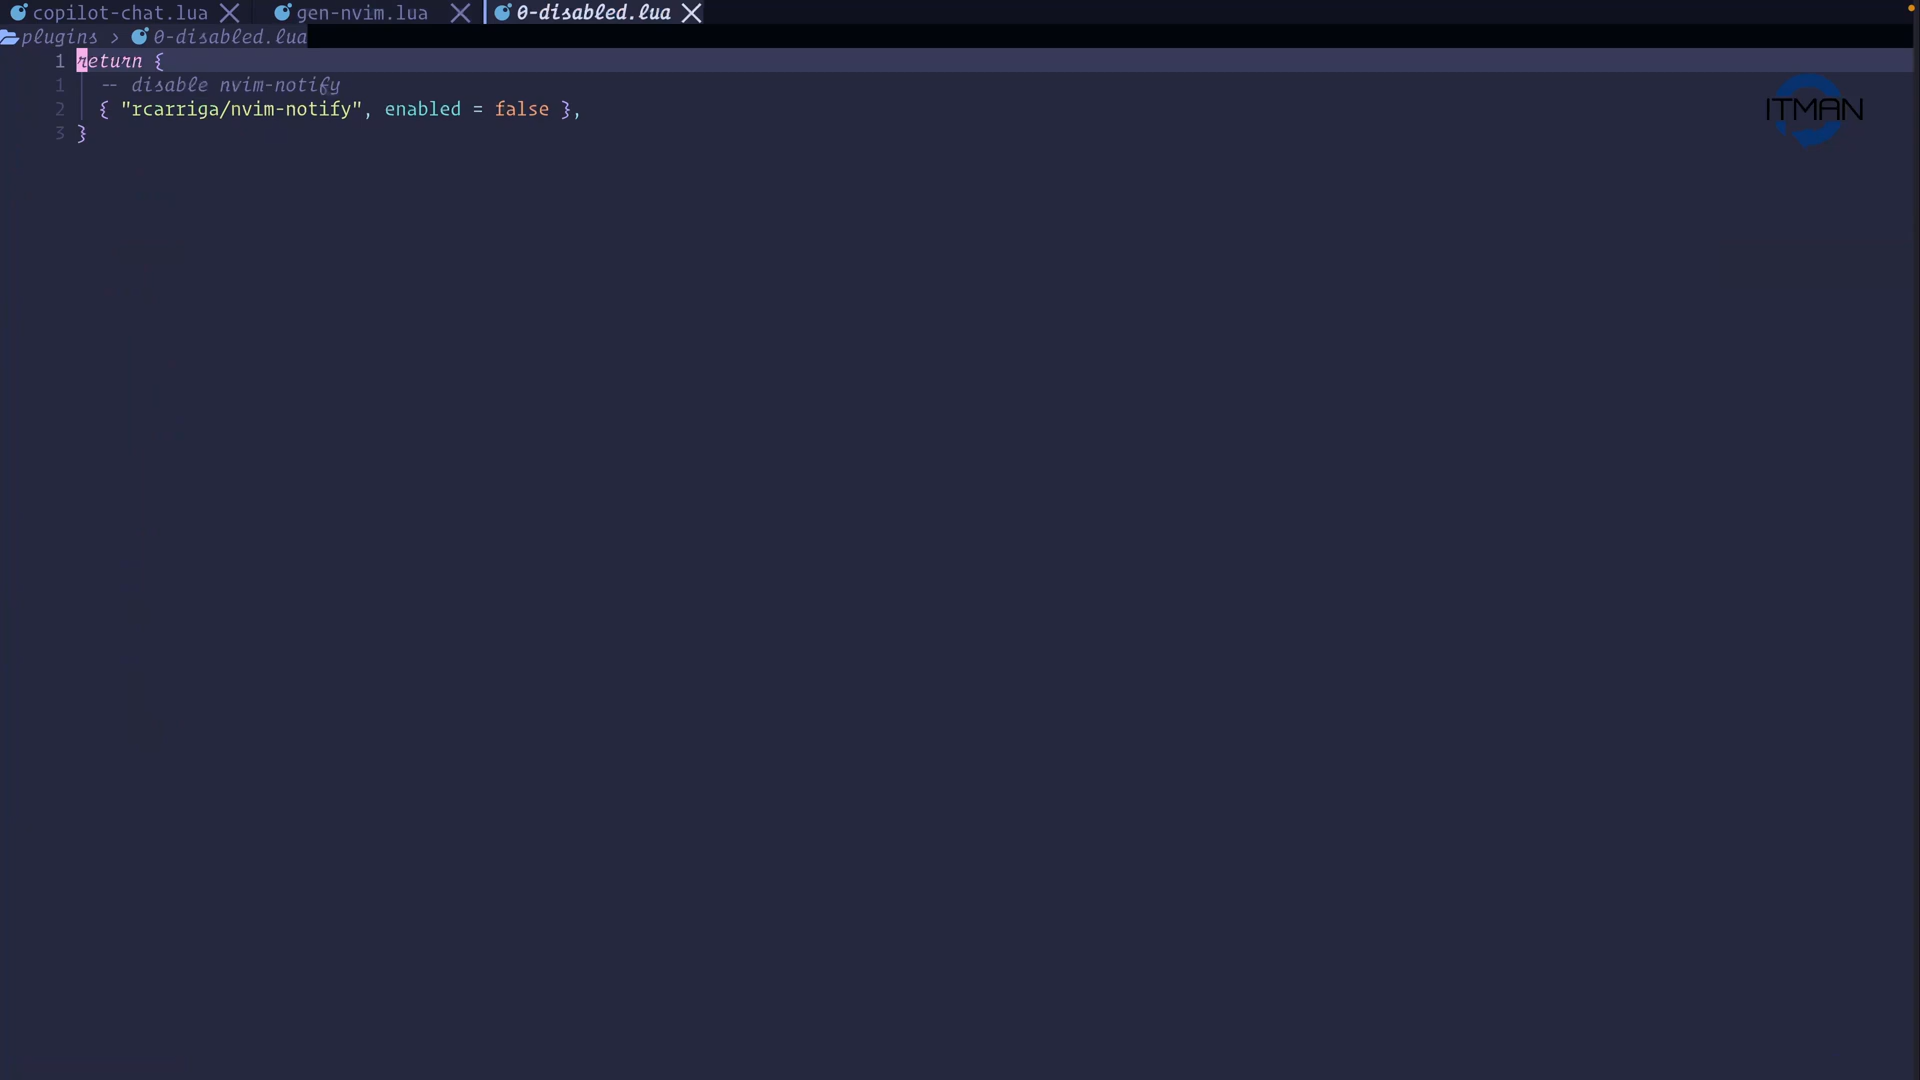 copilot-chat.lua gen-nvim.lua 0-disabled.lua
plugins > 0-disabled.lua
1 return {
1 -- disable nvim-notify
2 { "rcarriga/nvim-notify", enabled = false },
3 }
ITMAN